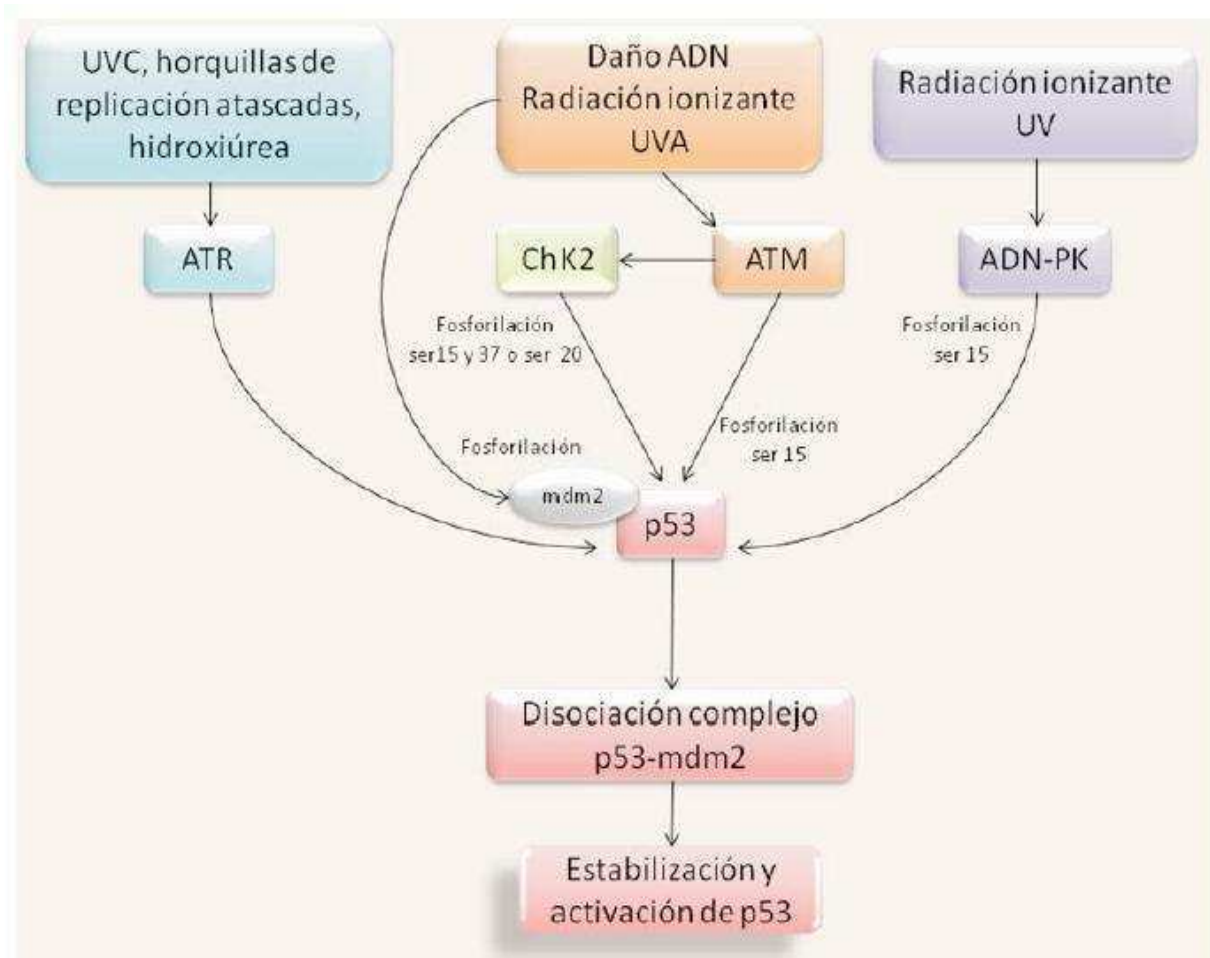 UVC, horquillas de
replicación atascadas,
hidroxiúrea
Daño ADN
Radiación ionizante
UVA
Radiación ionizante
UV
ATR
ChK2
ATM
ADN-PK
Fosforilación
ser15 y 37 o ser 20
Fosforilación
ser 15
Fosforilación
ser 15
Fosforilación
mdm2
p53
Disociación complejo
p53-mdm2
Estabilización y
activación de p53